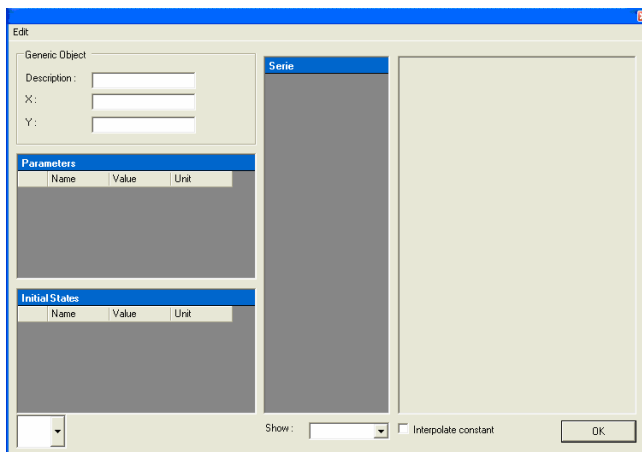 Edit
Generic Object
Description :
X :
Y :
Parameters
Name Value Unit
Initial States
Name Value Unit
Serie
Show :
Interpolate constant
OK